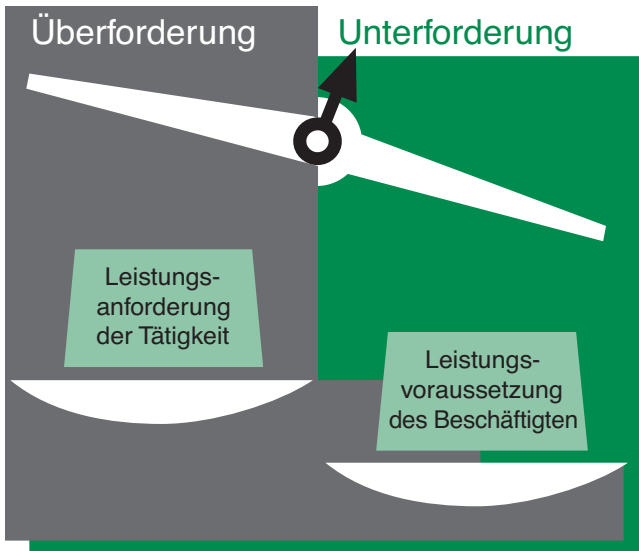 Überforderung
Unterforderung
Leistungs-
anforderung
der Tätigkeit
Leistungs-
voraussetzung
des Beschäftigten